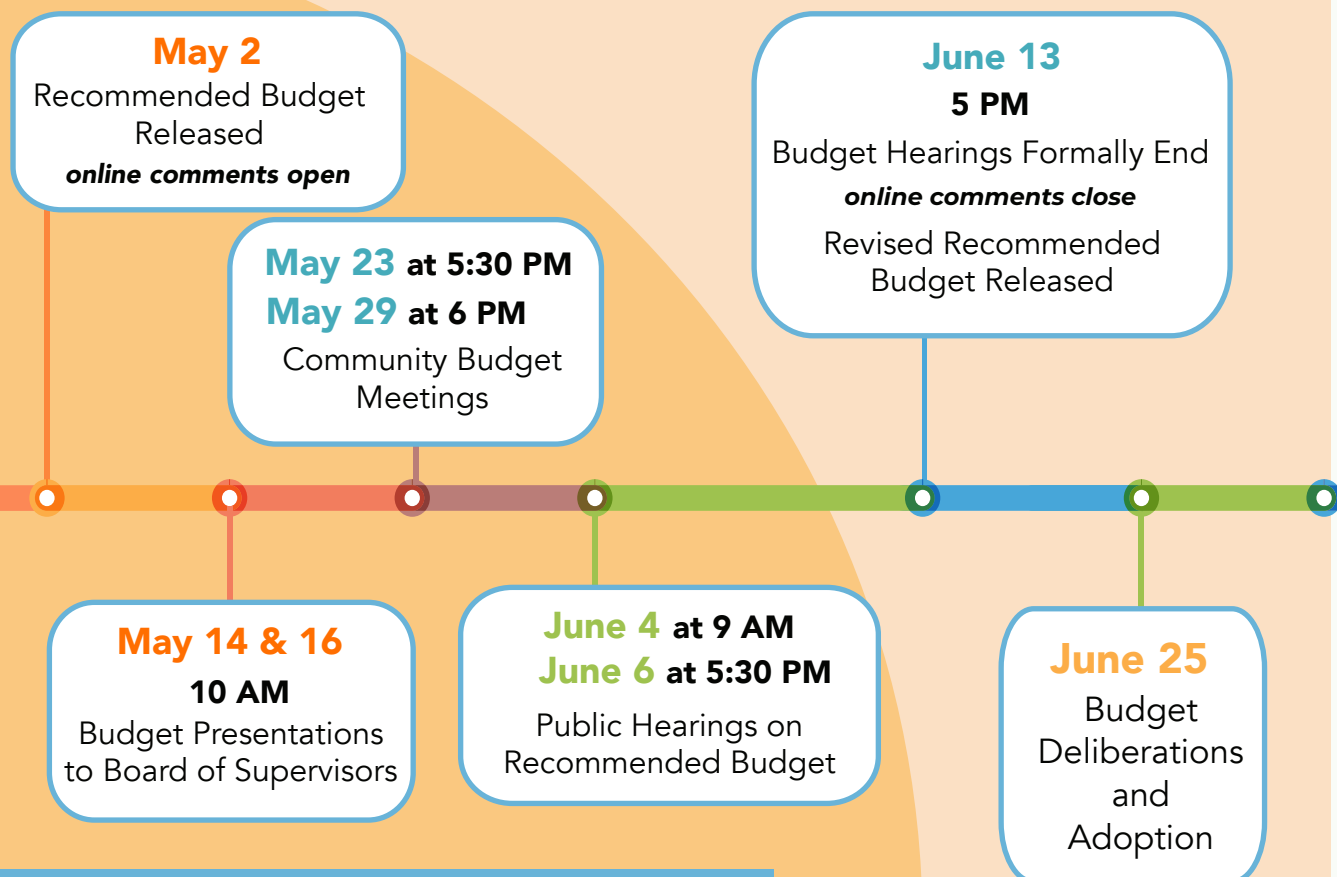 May 2
Recommended Budget
Released
online comments open
May 14 & 16
10 AM
Budget Presentations
to Board of Supervisors
May 23 at 5:30 PM
May 29 at 6 PM
Community Budget
Meetings
June 4 at 9 AM
June 6 at 5:30 PM
Public Hearings on
Recommended Budget
June 13
5 PM
Budget Hearings Formally End
online comments close
Revised Recommended
Budget Released
June 25
Budget
Deliberations
and
Adoption